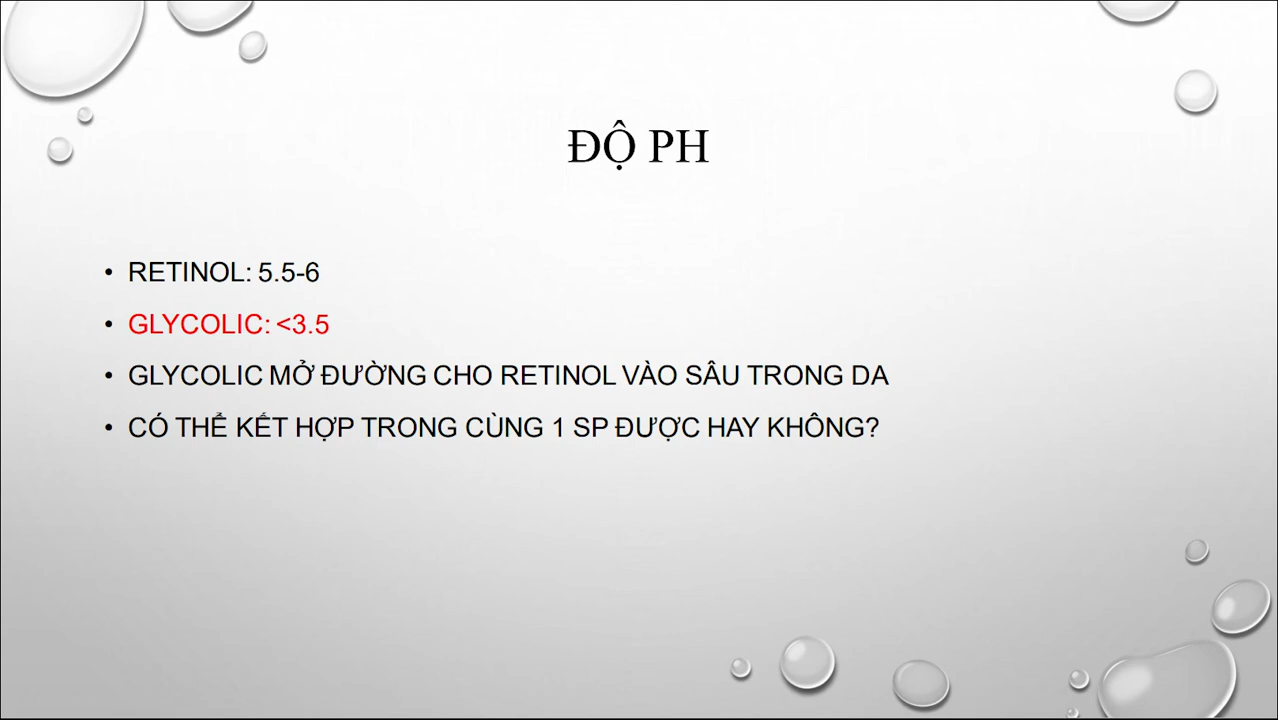 ĐỘ PH
• RETINOL: 5.5-6
• GLYCOLIC: <3.5
• GLYCOLIC MỞ ĐƯỜNG CHO RETINOL VÀO SÂU TRONG DA
• CÓ THỂ KẾT HỢP TRONG CÙNG 1 SP ĐƯỢC HAY KHÔNG?